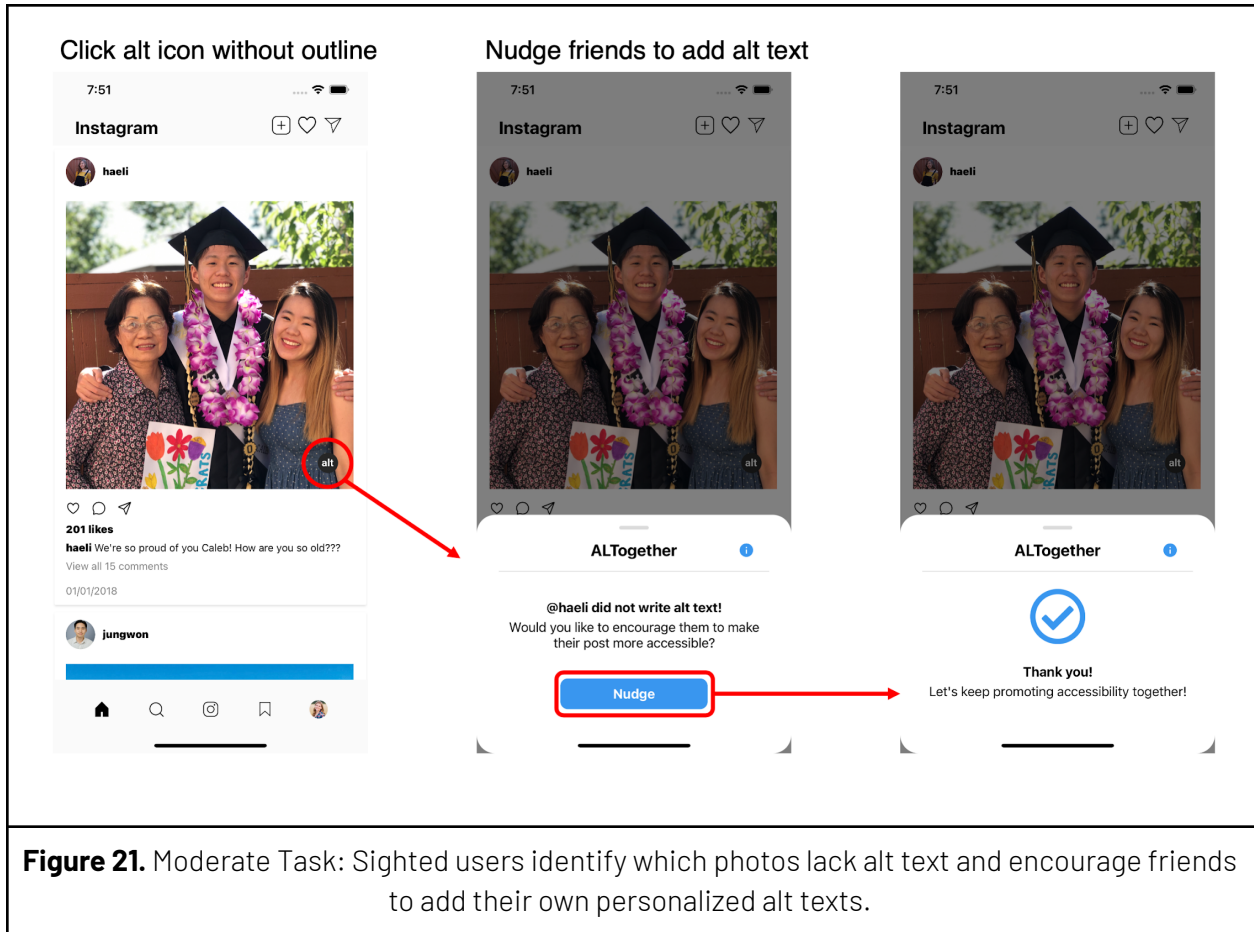 Click alt icon without outline
Nudge friends to add alt text
7:51
Instagram
haeli
alt
201 likes
haeli We're so proud of you Caleb! How are you so old???
View all 15 comments
01/01/2018
jungwon
7:51
Instagram
haeli
alt
ALTogether
@haeli did not write alt text!
Would you like to encourage them to make
their post more accessible?
Nudge
7:51
Instagram
haeli
alt
ALTogether
Thank you!
Let's keep promoting accessibility together!
Figure 21. Moderate Task: Sighted users identify which photos lack alt text and encourage friends
to add their own personalized alt texts.